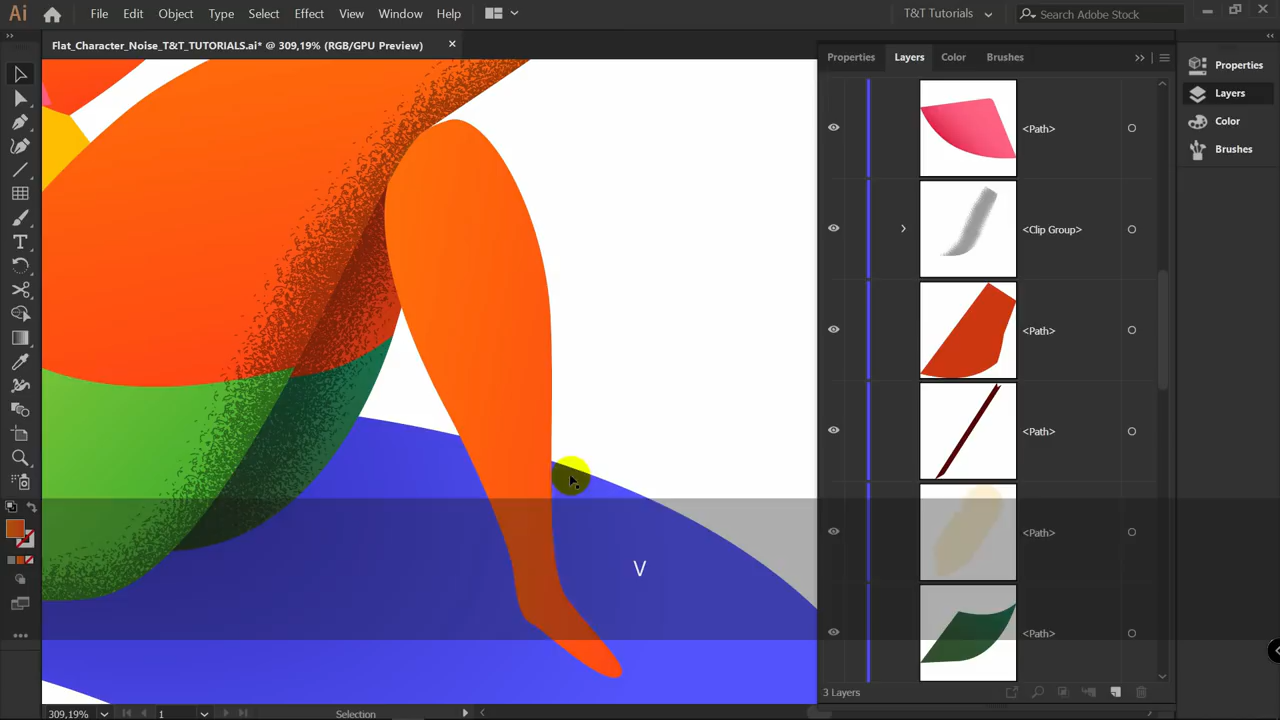 Ai File Edit Object Type Select Effect View Window Help T&T Tutorials Search Adobe Stock
Flat_Character_Noise_T&T_TUTORIALS.ai* @ 309,19% (RGB/GPU Preview)
Properties Layers Color Brushes
<Path>
<Clip Group>
<Path>
<Path>
<Path>
<Path>
3 Layers
Properties
Layers
Color
Brushes
V
309,19% 1 Selection